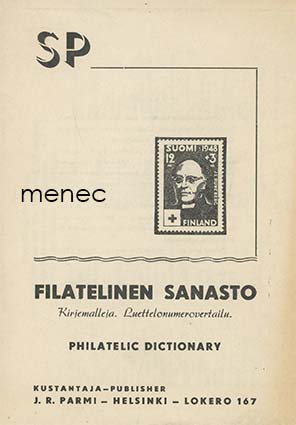 SP
SUOMI 1948
12 +3
FINLAND
menec
FILATELINEN SANASTO
Kirjemalleja. Luettelonumerovertailu.
PHILATELIC DICTIONARY
KUSTANTAJA—PUBLISHER
J. R. PARMI — HELSINKI — LOKERO 167